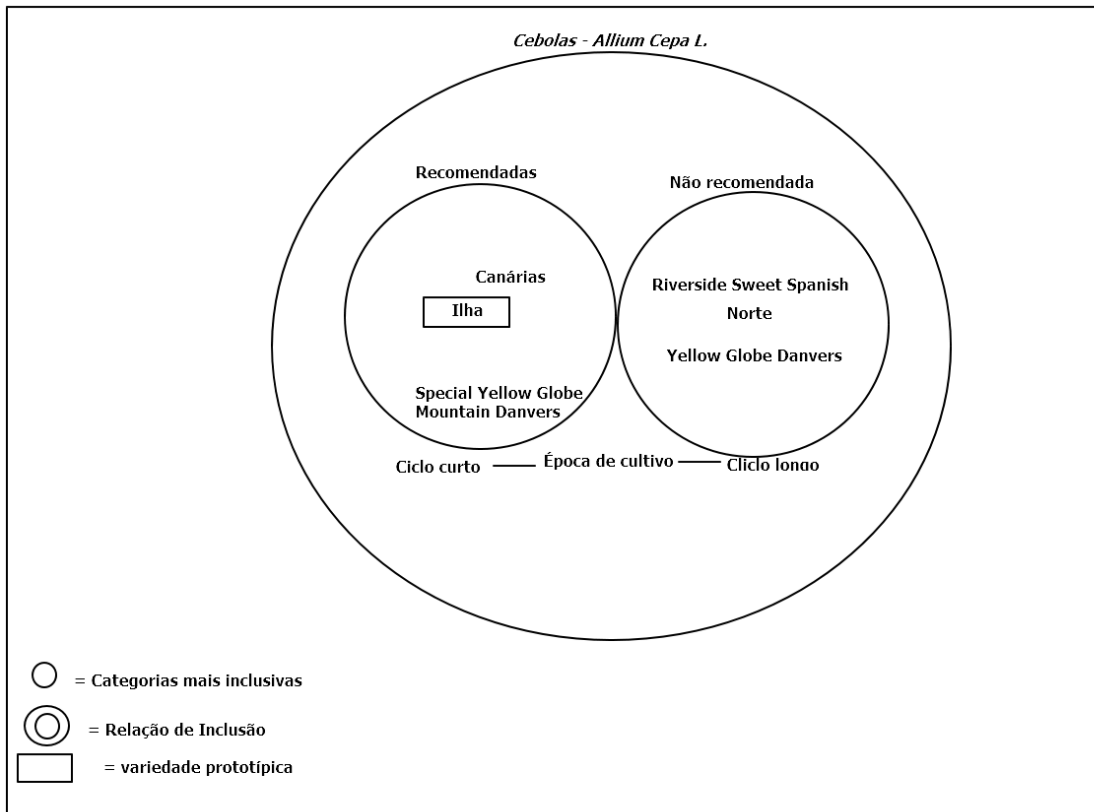 Cebolas - Allium Cepa L.
Recomendadas
Não recomendada
Canárias
Ilha
Special Yellow Globe
Mountain Danvers
Riverside Sweet Spanish
Norte
Yellow Globe Danvers
Ciclo curto
Época de cultivo
Cliclo longo
= Categorias mais inclusivas
= Relação de Inclusão
= variedade prototípica